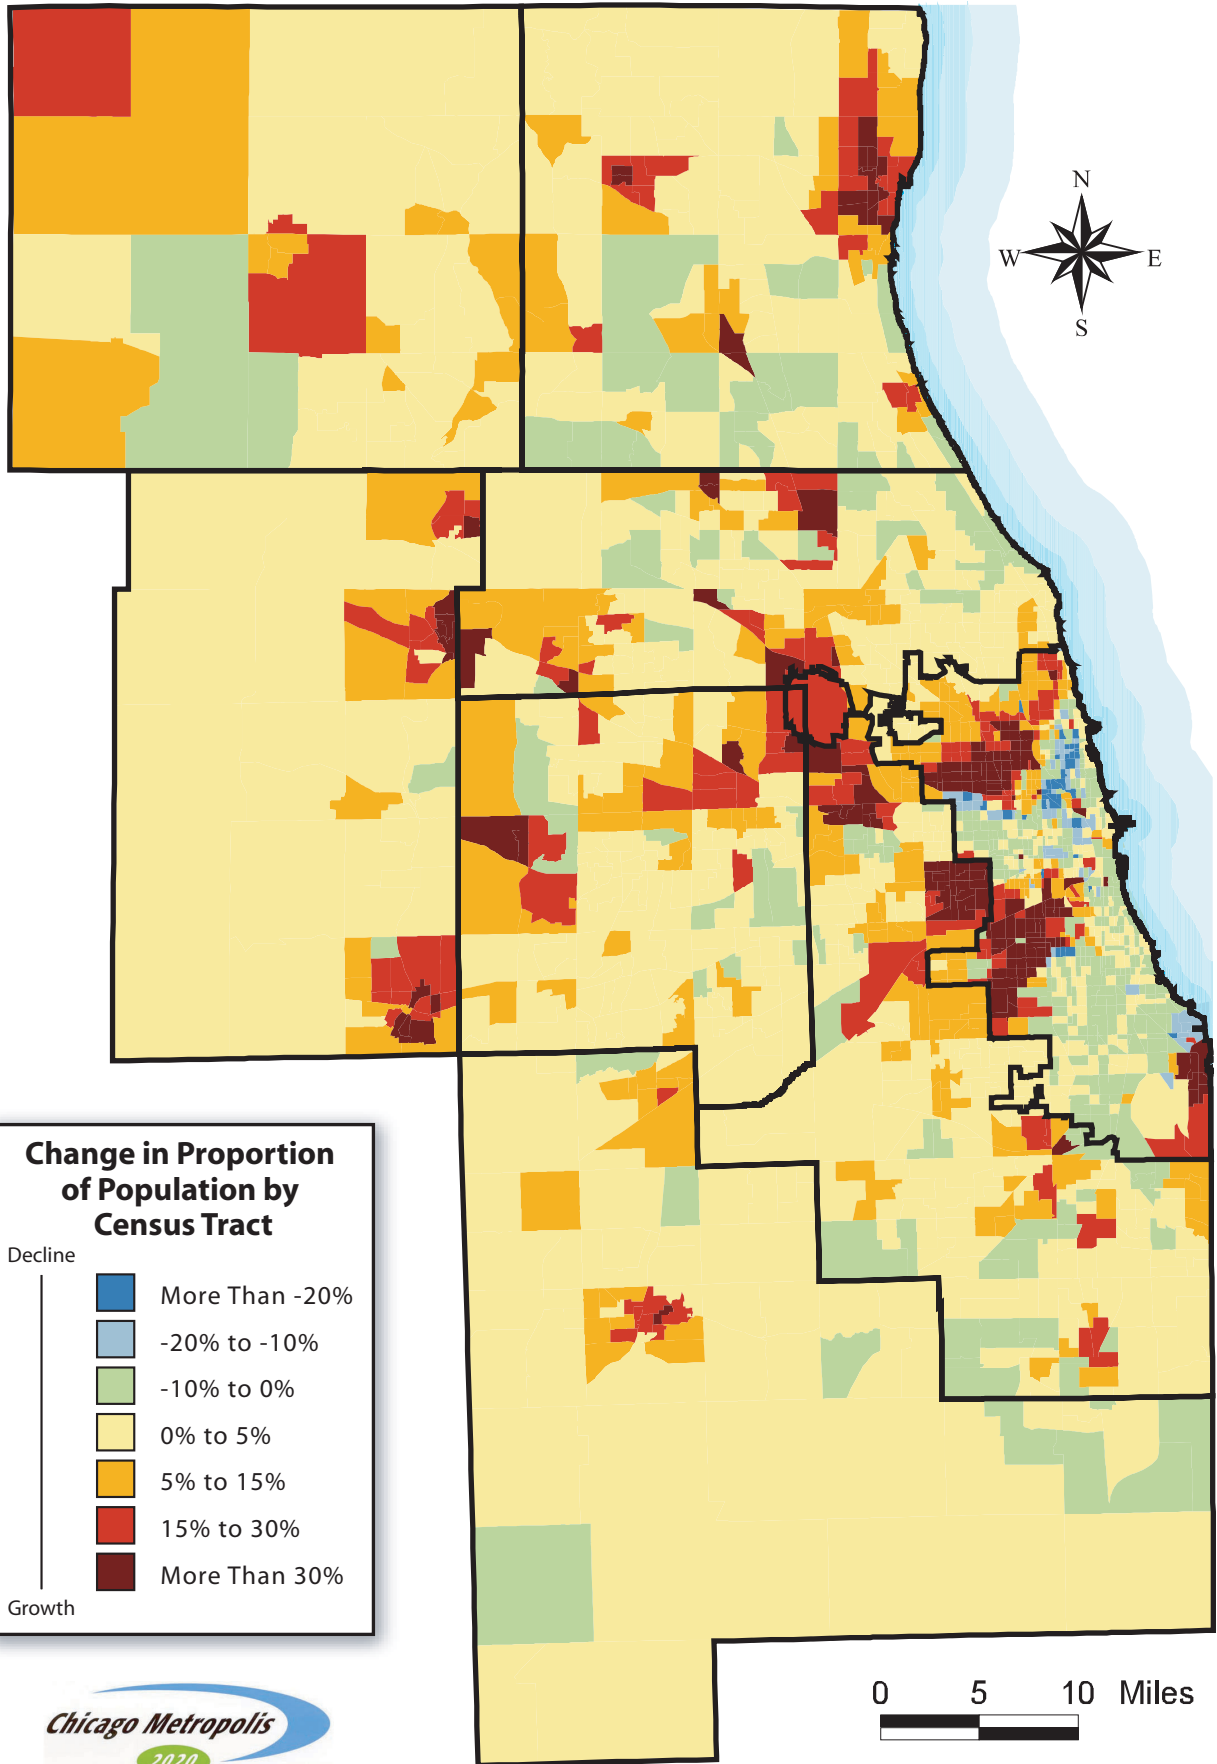 N
W E
S
Change in Proportion
of Population by
Census Tract
Decline
More Than -20%
-20% to -10%
-10% to 0%
0% to 5%
5% to 15%
15% to 30%
More Than 30%
Growth
Chicago Metropolis
2020
0 5 10 Miles